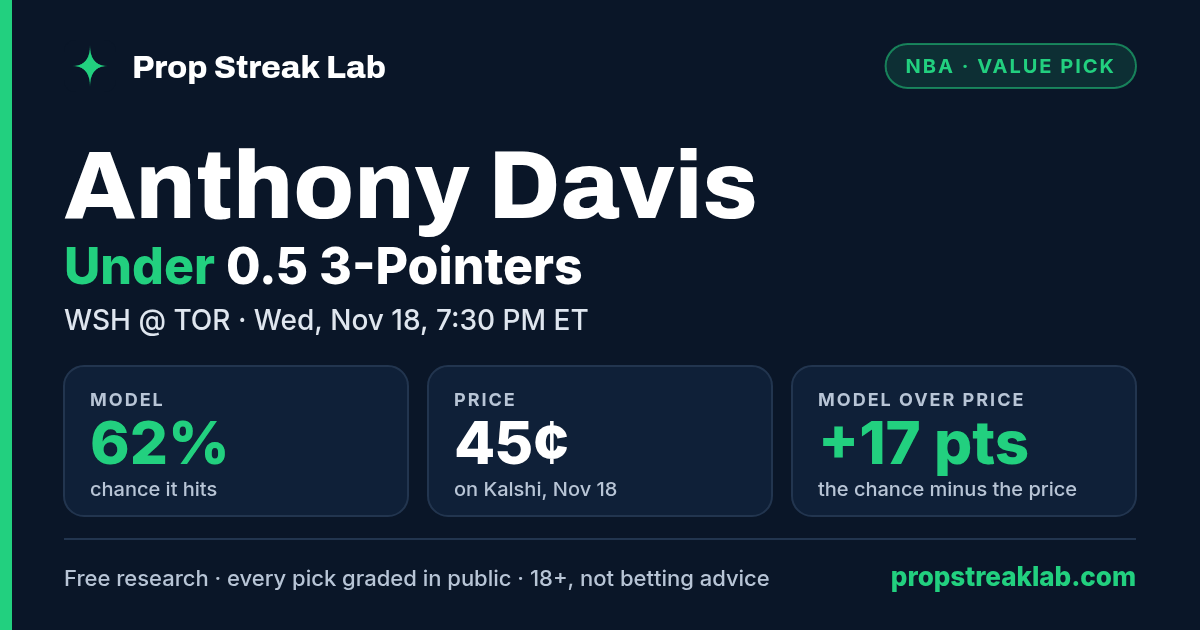 Prop Streak Lab
NBA · VALUE PICK
Anthony Davis
Under 0.5 3-Pointers
WSH @ TOR · Wed, Nov 18, 7:30 PM ET
MODEL
62%
chance it hits
PRICE
45¢
on Kalshi, Nov 18
MODEL OVER PRICE
+17 pts
the chance minus the price
Free research · every pick graded in public · 18+, not betting advice
propstreaklab.com